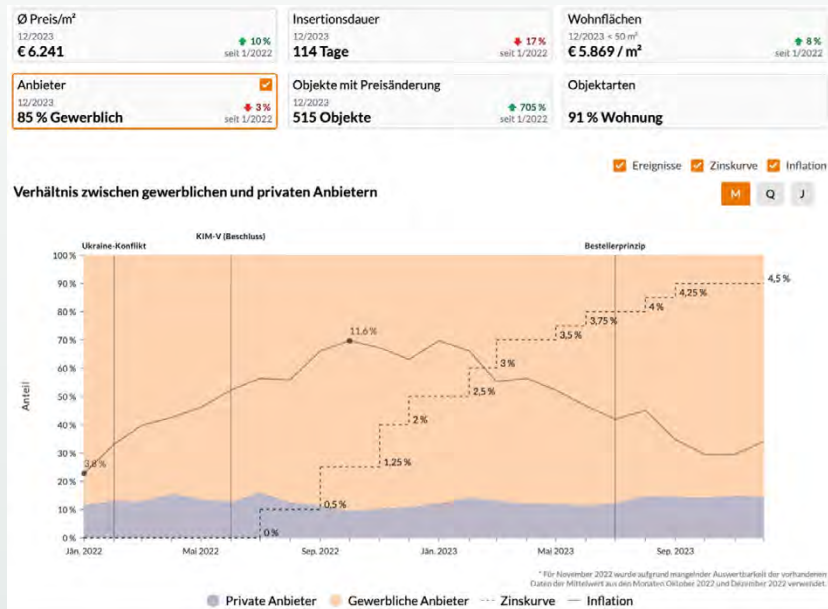 Ø Preis/m²
12/2023
€ 6.241
10 %
seit 1/2022
Insertionsdauer
12/2023
114 Tage
17 %
seit 1/2022
Wohnflächen
12/2023 < 50 m²
€ 5.869 / m²
8 %
seit 1/2022
Anbieter
12/2023
85 % Gewerblich
3 %
seit 1/2022
Objekte mit Preisänderung
12/2023
515 Objekte
705 %
seit 1/2022
Objektarten
91 % Wohnung
Ereignisse
Zinskurve
Inflation
Verhältnis zwischen gewerblichen und privaten Anbietern
M
Q
J
KIM-V (Beschluss)
Ukraine-Konflikt
Bestellerprinzip
100 %
90 %
80 %
70 %
60 %
50 %
40 %
30 %
20 %
10 %
0 %
Anteil
3,8 %
11,6 %
0 %
0,5 %
1,25 %
2 %
2,5 %
3 %
3,5 %
3,75 %
4 %
4,25 %
4,5 %
Jän. 2022
Mai 2022
Sep. 2022
Jän. 2023
Mai 2023
Sep. 2023
* Für November 2022 wurde aufgrund mangelnder Auswertbarkeit der vorhandenen
Daten der Mittelwert aus den Monaten Oktober 2022 und Dezember 2022 verwendet.
Private Anbieter
Gewerbliche Anbieter
Zinskurve
Inflation